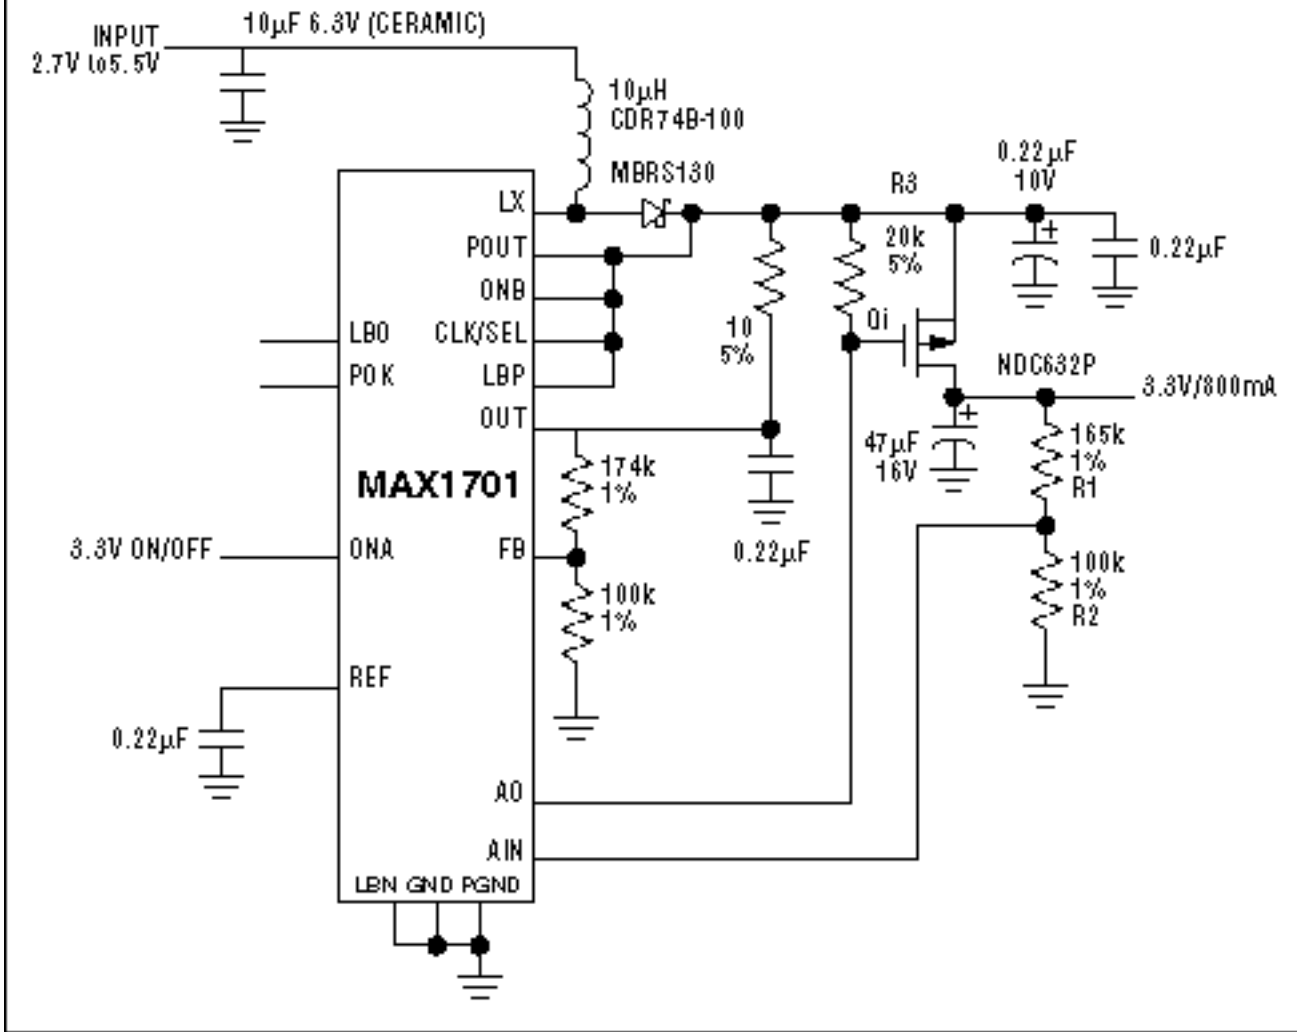 10µF 6.3V (CERAMIC)
INPUT
2.7V to5.5V
10µH
CDR74B-100
MBRS130
R3
0.22µF
10V
LX
POUT
ONB
CLK/SEL
LBP
OUT
LBO
POK
20k
5%
0.22µF
10
5%
Qi
NDC632P
3.3V/800mA
47µF
16V
165k
1%
R1
MAX1701
174k
1%
0.22µF
3.3V ON/OFF
ONA
FB
100k
1%
100k
1%
R2
REF
0.22µF
AO
AIN
LBN GND PGND